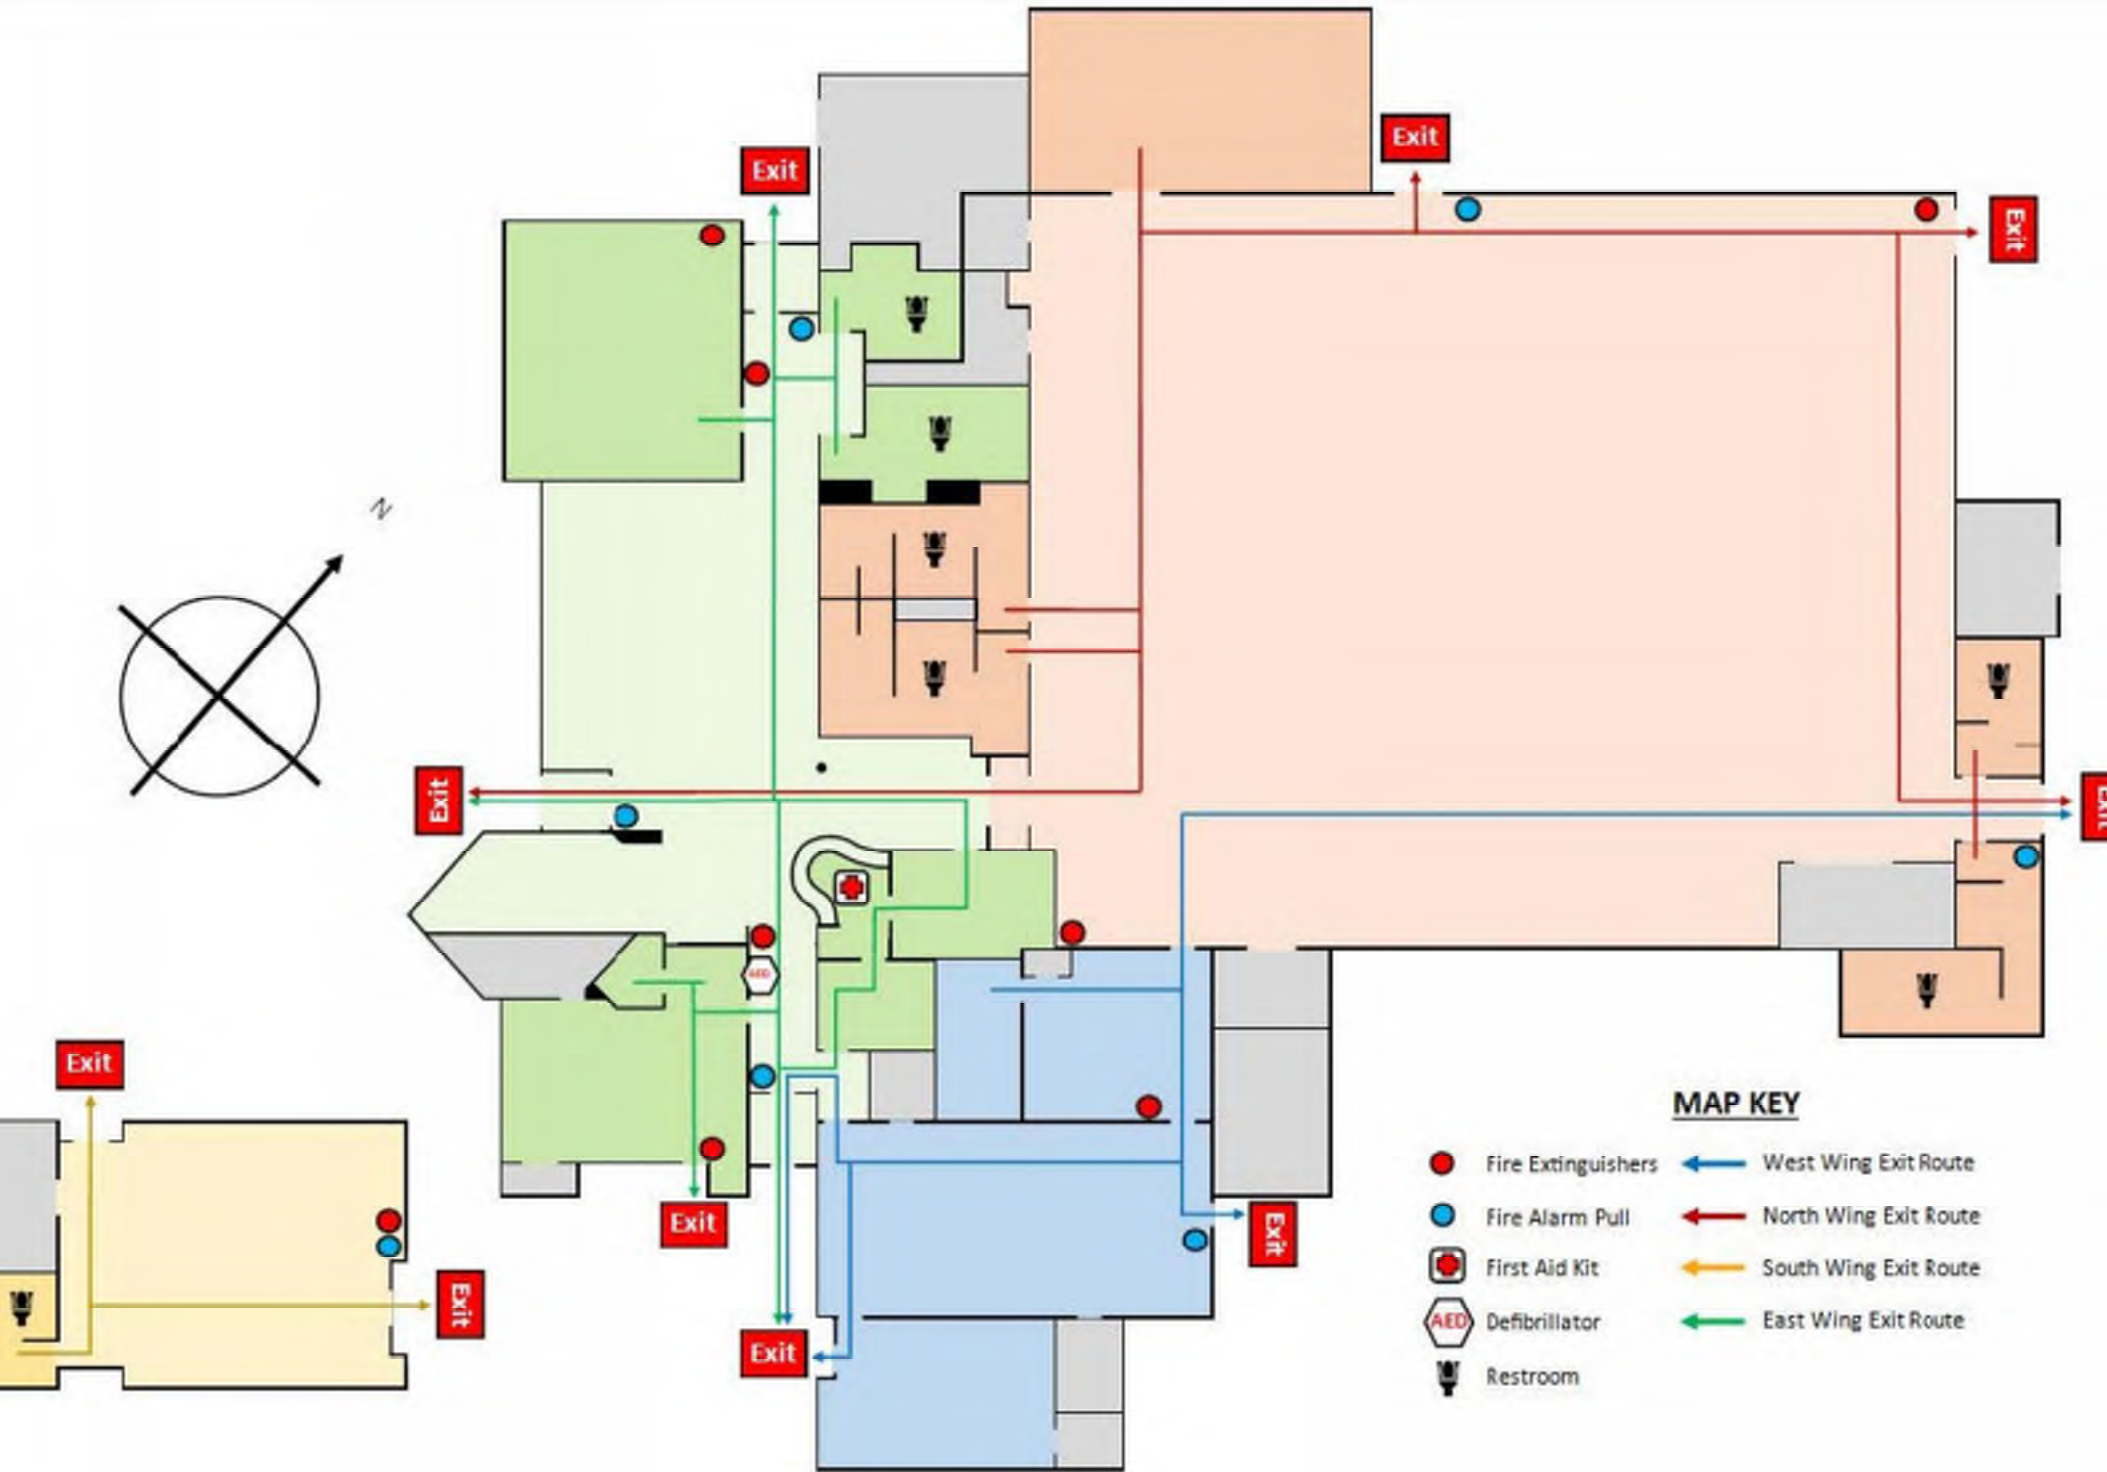 Exit
Exit
Exit
N
Exit
Exit
AED
Exit
MAP KEY
Fire Extinguishers
West Wing Exit Route
Fire Alarm Pull
North Wing Exit Route
Exit
Exit
First Aid Kit
South Wing Exit Route
Exit
AED
Defibrillator
East Wing Exit Route
Exit
Restroom